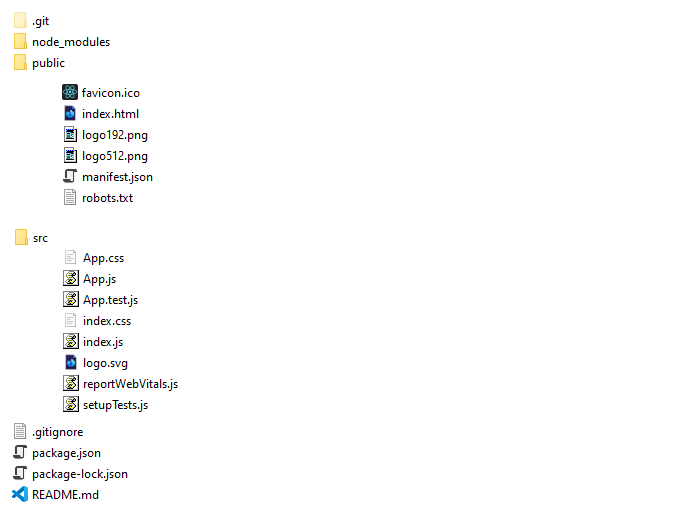 .git
node_modules
public
favicon.ico
index.html
logo192.png
logo512.png
manifest.json
robots.txt
src
App.css
App.js
App.test.js
index.css
index.js
logo.svg
reportWebVitals.js
setupTests.js
.gitignore
package.json
package-lock.json
README.md